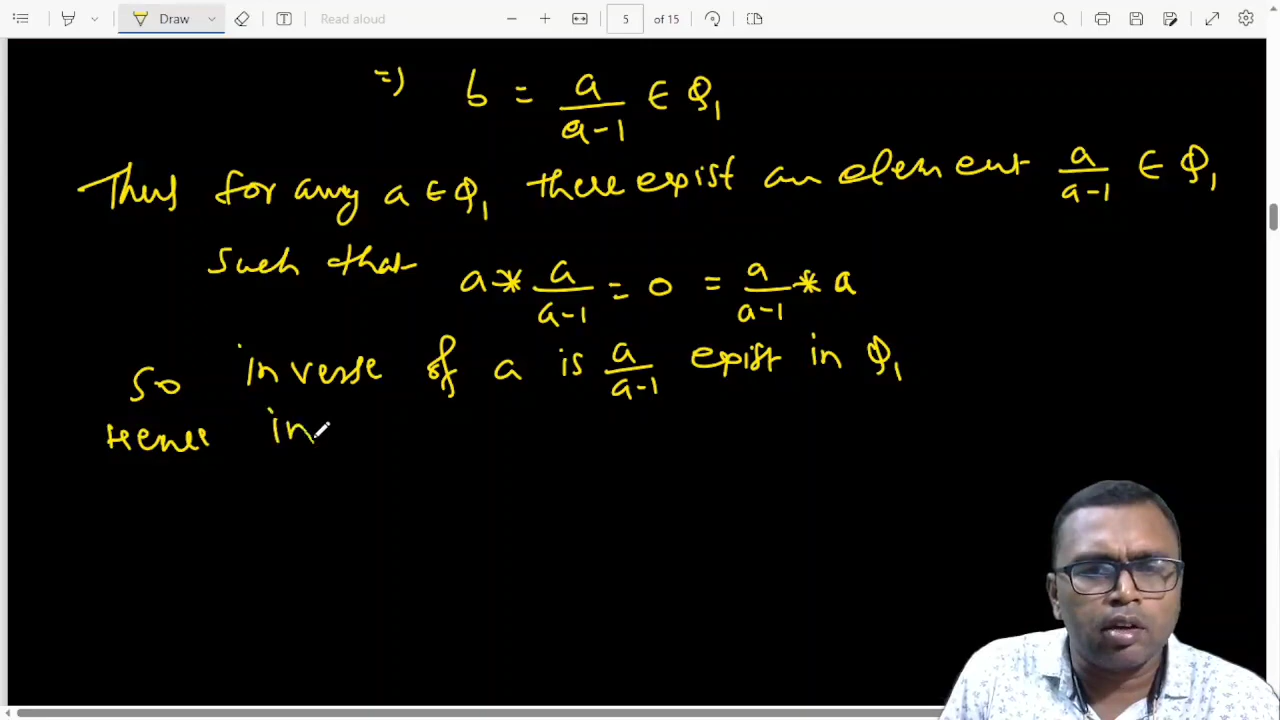 Draw
Read aloud
5 of 15
=) b = a/(a-1) ∈ Q₁
Thus for any a ∈ Q₁ there exist an element a/(a-1) ∈ Q₁
Such that a * a/(a-1) = 0 = a/(a-1) * a
So inverse of a is a/(a-1) exist in Q₁
Hence in